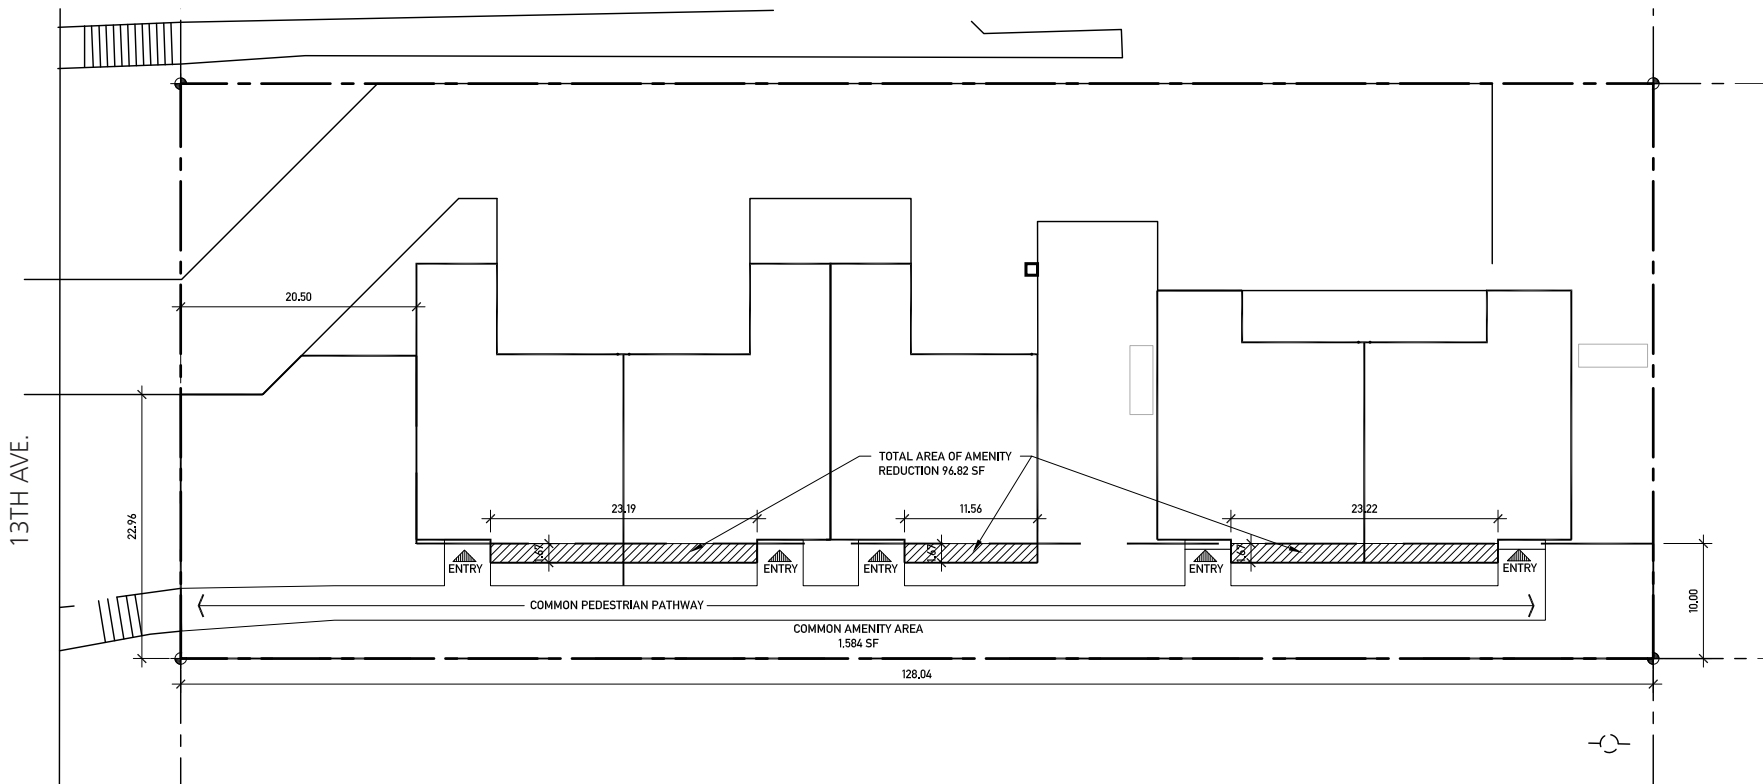 20.50
13TH AVE.
22.96
TOTAL AREA OF AMENITY
REDUCTION 96.82 SF
23.19
11.56
23.22
1.67
1.67
1.67
ENTRY
ENTRY
ENTRY
ENTRY
ENTRY
COMMON PEDESTRIAN PATHWAY
10.00
COMMON AMENITY AREA
1,584 SF
128.04